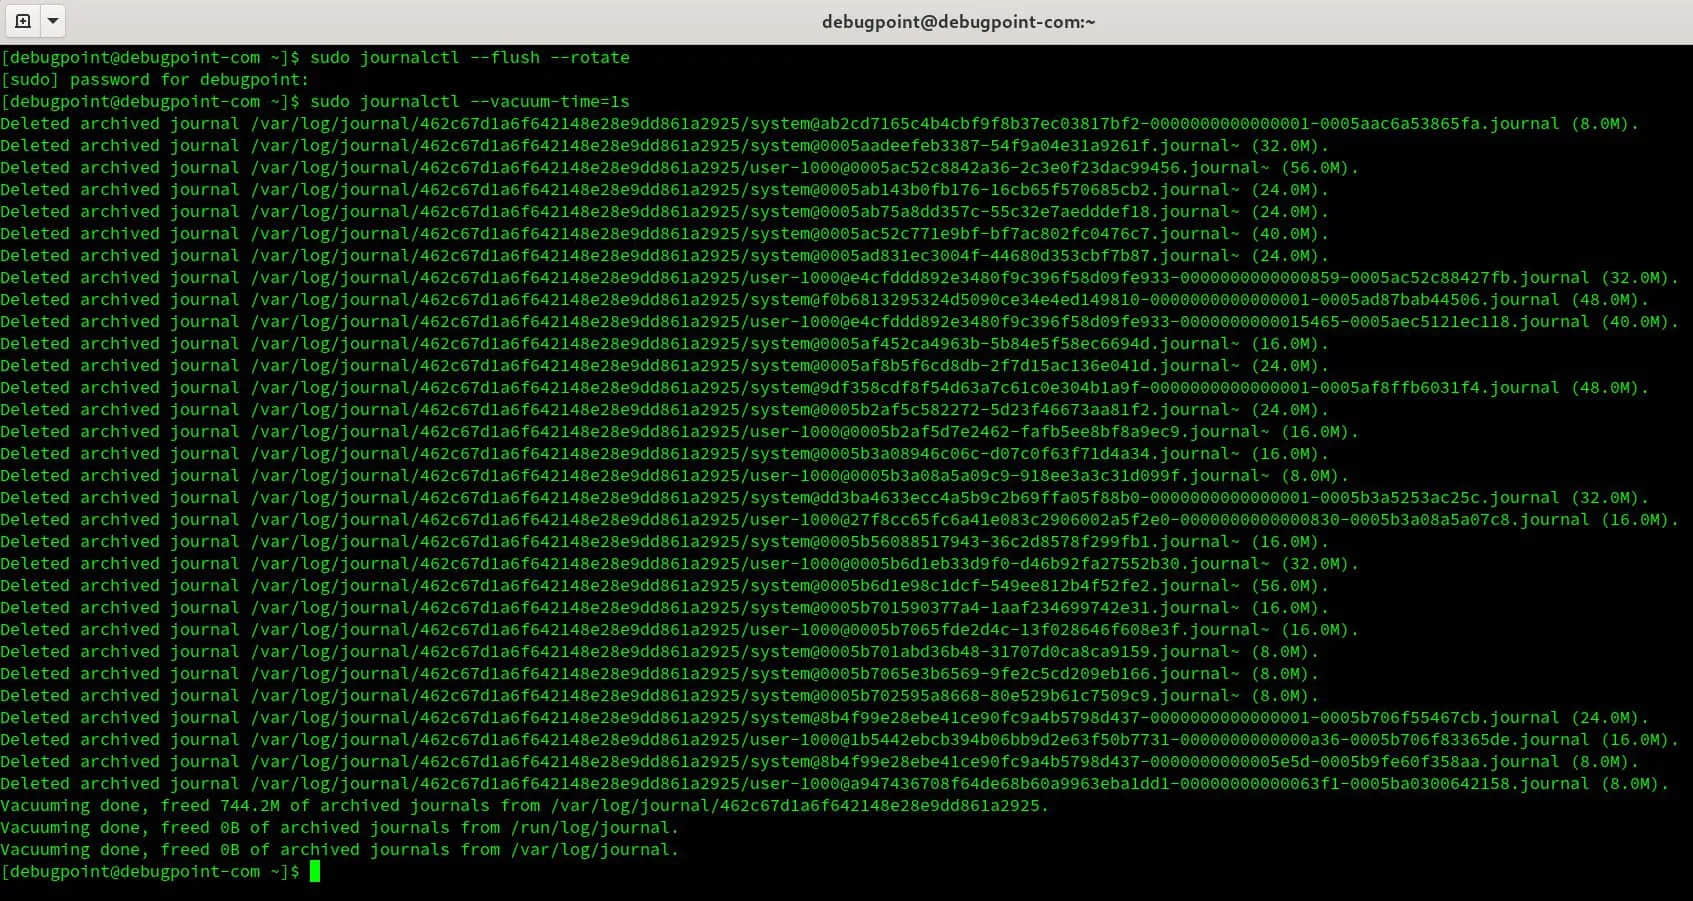 debugpoint@debugpoint-com:~
[debugpoint@debugpoint-com ~]$ sudo journalctl --flush --rotate
[sudo] password for debugpoint:
[debugpoint@debugpoint-com ~]$ sudo journalctl --vacuum-time=1s
Deleted archived journal /var/log/journal/462c67d1a6f642148e28e9dd861a2925/system@ab2cd7165c4b4cbf9f8b37ec03817bf2-0000000000000001-0005aac6a53865fa.journal (8.0M).
Deleted archived journal /var/log/journal/462c67d1a6f642148e28e9dd861a2925/system@0005aadeefeb3387-54f9a04e31a9261f.journal~ (32.0M).
Deleted archived journal /var/log/journal/462c67d1a6f642148e28e9dd861a2925/user-1000@0005ac52c8842a36-2c3e0f23dac99456.journal~ (56.0M).
Deleted archived journal /var/log/journal/462c67d1a6f642148e28e9dd861a2925/system@0005ab143b0fb176-16cb65f570685cb2.journal~ (24.0M).
Deleted archived journal /var/log/journal/462c67d1a6f642148e28e9dd861a2925/system@0005ab75a8dd357c-55c32e7aedddef18.journal~ (24.0M).
Deleted archived journal /var/log/journal/462c67d1a6f642148e28e9dd861a2925/system@0005ac52c771e9bf-bf7ac802fc0476c7.journal~ (40.0M).
Deleted archived journal /var/log/journal/462c67d1a6f642148e28e9dd861a2925/system@0005ad831ec3004f-44680d353cbf7b87.journal~ (24.0M).
Deleted archived journal /var/log/journal/462c67d1a6f642148e28e9dd861a2925/user-1000@e4cfddd892e3480f9c396f58d09fe933-0000000000000859-0005ac52c88427fb.journal (32.0M).
Deleted archived journal /var/log/journal/462c67d1a6f642148e28e9dd861a2925/system@f0b6813295324d5090ce34e4ed149810-0000000000000001-0005ad87bab44506.journal (48.0M).
Deleted archived journal /var/log/journal/462c67d1a6f642148e28e9dd861a2925/user-1000@e4cfddd892e3480f9c396f58d09fe933-0000000000015465-0005aec5121ec118.journal (40.0M).
Deleted archived journal /var/log/journal/462c67d1a6f642148e28e9dd861a2925/system@0005af452ca4963b-5b84e5f58ec6694d.journal~ (16.0M).
Deleted archived journal /var/log/journal/462c67d1a6f642148e28e9dd861a2925/system@0005af8b5f6cd8db-2f7d15ac136e041d.journal~ (24.0M).
Deleted archived journal /var/log/journal/462c67d1a6f642148e28e9dd861a2925/system@9df358cdf8f54d63a7c61c0e304b1a9f-0000000000000001-0005af8ffb6031f4.journal (48.0M).
Deleted archived journal /var/log/journal/462c67d1a6f642148e28e9dd861a2925/system@0005b2af5c582272-5d23f46673aa81f2.journal~ (24.0M).
Deleted archived journal /var/log/journal/462c67d1a6f642148e28e9dd861a2925/user-1000@0005b2af5d7e2462-fafb5ee8bf8a9ec9.journal~ (16.0M).
Deleted archived journal /var/log/journal/462c67d1a6f642148e28e9dd861a2925/system@0005b3a08946c06c-d07c0f63f71d4a34.journal~ (16.0M).
Deleted archived journal /var/log/journal/462c67d1a6f642148e28e9dd861a2925/user-1000@0005b3a08a5a09c9-918ee3a3c31d099f.journal~ (8.0M).
Deleted archived journal /var/log/journal/462c67d1a6f642148e28e9dd861a2925/system@dd3ba4633ecc4a5b9c2b69ffa05f88b0-0000000000000001-0005b3a5253ac25c.journal (32.0M).
Deleted archived journal /var/log/journal/462c67d1a6f642148e28e9dd861a2925/user-1000@27f8cc65fc6a41e083c2906002a5f2e0-0000000000000830-0005b3a08a5a07c8.journal (16.0M).
Deleted archived journal /var/log/journal/462c67d1a6f642148e28e9dd861a2925/system@0005b56088517943-36c2d8578f299fb1.journal~ (16.0M).
Deleted archived journal /var/log/journal/462c67d1a6f642148e28e9dd861a2925/user-1000@0005b6d1eb33d9f0-d46b92fa27552b30.journal~ (32.0M).
Deleted archived journal /var/log/journal/462c67d1a6f642148e28e9dd861a2925/system@0005b6d1e98c1dcf-549ee812b4f52fe2.journal~ (56.0M).
Deleted archived journal /var/log/journal/462c67d1a6f642148e28e9dd861a2925/system@0005b701590377a4-1aaf234699742e31.journal~ (16.0M).
Deleted archived journal /var/log/journal/462c67d1a6f642148e28e9dd861a2925/user-1000@0005b7065fde2d4c-13f028646f608e3f.journal~ (16.0M).
Deleted archived journal /var/log/journal/462c67d1a6f642148e28e9dd861a2925/system@0005b701abd36b48-31707d0ca8ca9159.journal~ (8.0M).
Deleted archived journal /var/log/journal/462c67d1a6f642148e28e9dd861a2925/system@0005b7065e3b6569-9fe2c5cd209eb166.journal~ (8.0M).
Deleted archived journal /var/log/journal/462c67d1a6f642148e28e9dd861a2925/system@0005b702595a8668-80e529b61c7509c9.journal~ (8.0M).
Deleted archived journal /var/log/journal/462c67d1a6f642148e28e9dd861a2925/system@8b4f99e28ebe41ce90fc9a4b5798d437-0000000000000001-0005b706f55467cb.journal (24.0M).
Deleted archived journal /var/log/journal/462c67d1a6f642148e28e9dd861a2925/user-1000@1b5442ebcb394b06bb9d2e63f50b7731-0000000000000a36-0005b706f83365de.journal (16.0M).
Deleted archived journal /var/log/journal/462c67d1a6f642148e28e9dd861a2925/system@8b4f99e28ebe41ce90fc9a4b5798d437-0000000000005e5d-0005b9fe60f358aa.journal (8.0M).
Deleted archived journal /var/log/journal/462c67d1a6f642148e28e9dd861a2925/user-1000@a947436708f64de68b60a9963eba1dd1-00000000000063f1-0005ba0300642158.journal (8.0M).
Vacuuming done, freed 744.2M of archived journals from /var/log/journal/462c67d1a6f642148e28e9dd861a2925.
Vacuuming done, freed 0B of archived journals from /run/log/journal.
Vacuuming done, freed 0B of archived journals from /var/log/journal.
[debugpoint@debugpoint-com ~]$